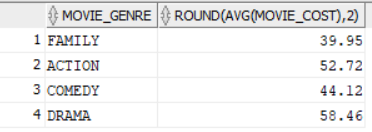 MOVIE_GENRE ROUND(AVG(MOVIE_COST),2)
1 FAMILY 39.95
2 ACTION 52.72
3 COMEDY 44.12
4 DRAMA 58.46